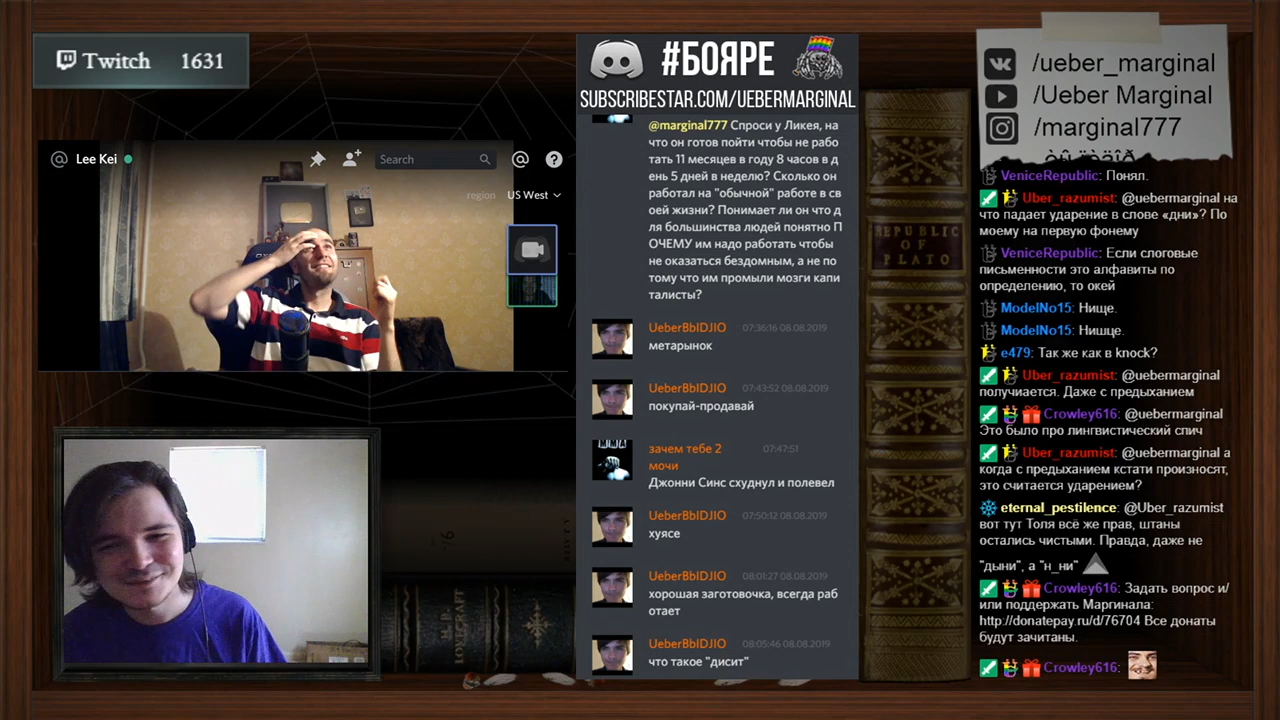 Twitch 1631
@ Lee Kei
Search
region US West
#БОЯРЕ
SUBSCRIBESTAR.COM/UEBERMARGINAL
@marginal777 Спроси у Ликея, на
что он готов пойти чтобы не рабо
тать 11 месяцев в году 8 часов в д
ень 5 дней в неделю? Сколько он
работал на "обычной" работе в св
оей жизни? Понимает ли он что д
ля большинства людей понятно П
ОЧЕМУ им надо работать чтобы
не оказаться бездомным, а не по
тому что им промыли мозги капи
талисты?
UeberBblDJIO 07:36:16 08.08.2019
метарынок
UeberBblDJIO 07:43:52 08.08.2019
покупай-продавай
зачем тебе 2 07:47:51
мочи
Джонни Синс схуднул и полевел
UeberBblDJIO 07:50:12 08.08.2019
хуясе
UeberBblDJIO 08:01:27 08.08.2019
хорошая заготовочка, всегда раб
отает
UeberBblDJIO 08:05:46 08.08.2019
что такое "дисит"
REPUBLIC
OF
PLATO
H.P.
LOVECRAFT
/ueber_marginal
/Ueber Marginal
/marginal777
VeniceRepublic: Понял.
Uber_razumist: @uebermarginal на
что падает ударение в слове «дни»? По
моему на первую фонему
VeniceRepublic: Если слоговые
письменности это алфавиты по
определению, то окей
ModelNo15: Нище.
ModelNo15: Нишце.
e479: Так же как в knock?
Uber_razumist: @uebermarginal
получиается. Даже с предыханием
Crowley616: @uebermarginal
Это было про лингвистический спич
Uber_razumist: @uebermarginal а
когда с предыханием кстати произносят,
это считается ударением?
eternal_pestilence: @Uber_razumist
вот тут Толя всё же прав, штаны
остались чистыми. Правда, даже не
"дыни", а "н_ни"
Crowley616: Задать вопрос и/
или поддержать Маргинала:
http://donatepay.ru/d/76704 Все донаты
будут зачитаны.
Crowley616: